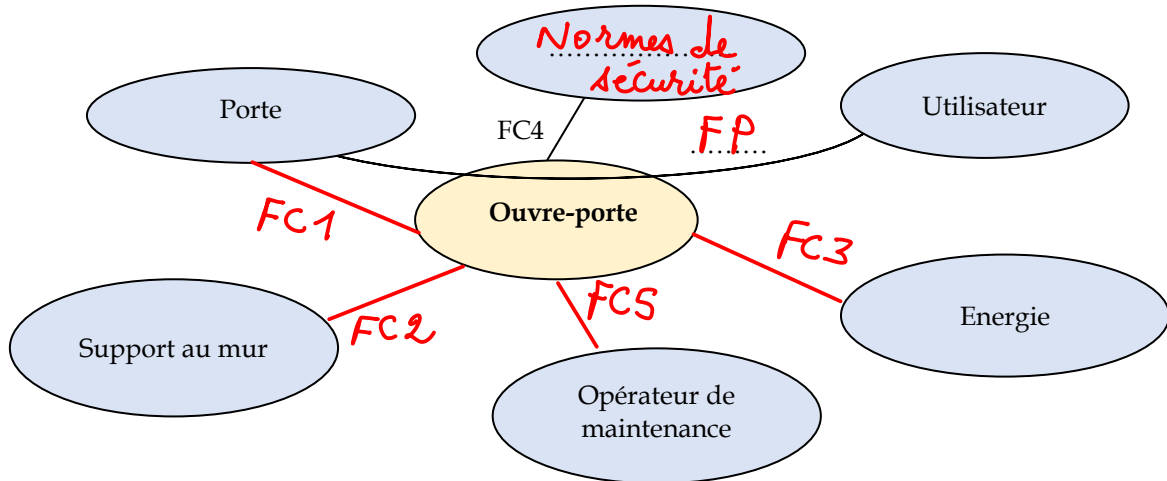 Normes de
sécurité
Porte
Utilisateur
FC4
FP
Ouvre-porte
FC1
FC3
FC2
FC5
Energie
Support au mur
Opérateur de
maintenance